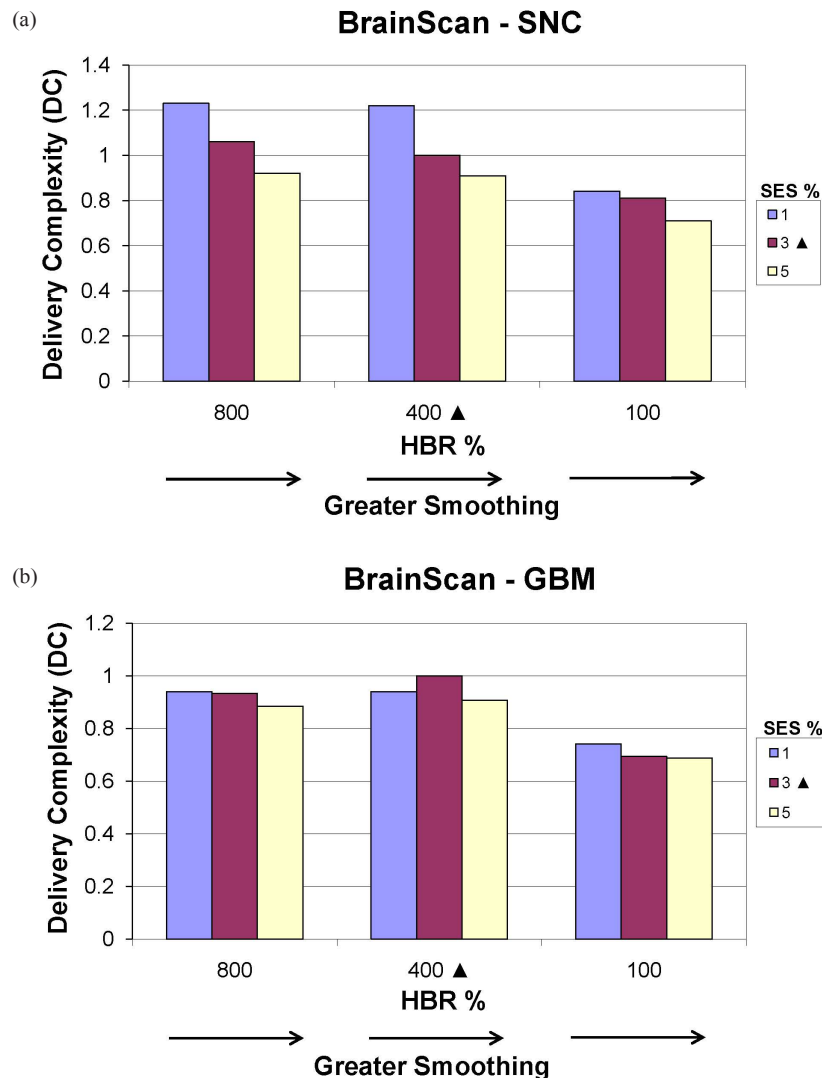 (a)
BrainScan - SNC
Delivery Complexity (DC)
1.4
1.2
1
0.8
0.6
0.4
0.2
0
800
400 ▲
100
HBR %
Greater Smoothing
SES %
1
3 ▲
5
(b)
BrainScan - GBM
Delivery Complexity (DC)
1.2
1
0.8
0.6
0.4
0.2
0
800
400 ▲
100
HBR %
Greater Smoothing
SES %
1
3 ▲
5